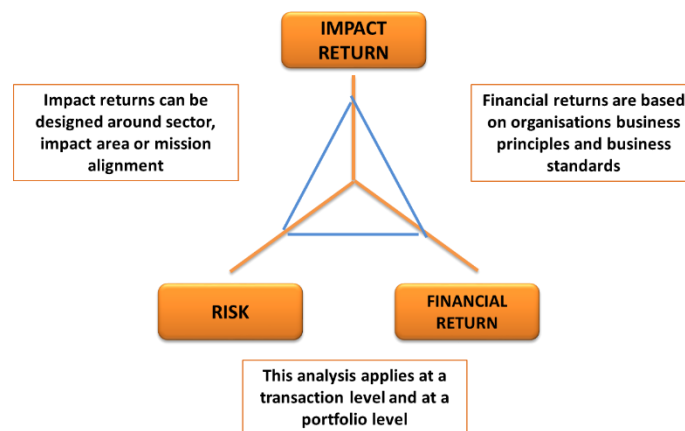 IMPACT
RETURN
Impact returns can be
designed around sector,
impact area or mission
alignment
Financial returns are based
on organisations business
principles and business
standards
RISK
FINANCIAL
RETURN
This analysis applies at a
transaction level and at a
portfolio level